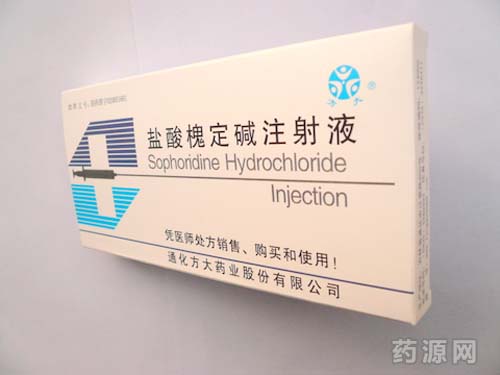 方大
®
盐酸槐定碱注射液
Sophoridine Hydrochloride
Injection
凭医师处方销售、购买和使用!
通化方大药业股份有限公司
药源网